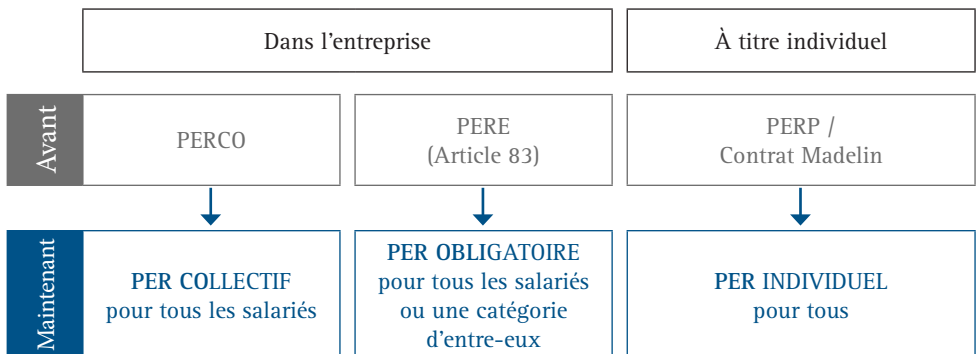 Dans l'entreprise
À titre individuel
Avant
PERCO
PERE
(Article 83)
PERP /
Contrat Madelin
Maintenant
PER COLLECTIF
pour tous les salariés
PER OBLIGATOIRE
pour tous les salariés
ou une catégorie
d'entre-eux
PER INDIVIDUEL
pour tous